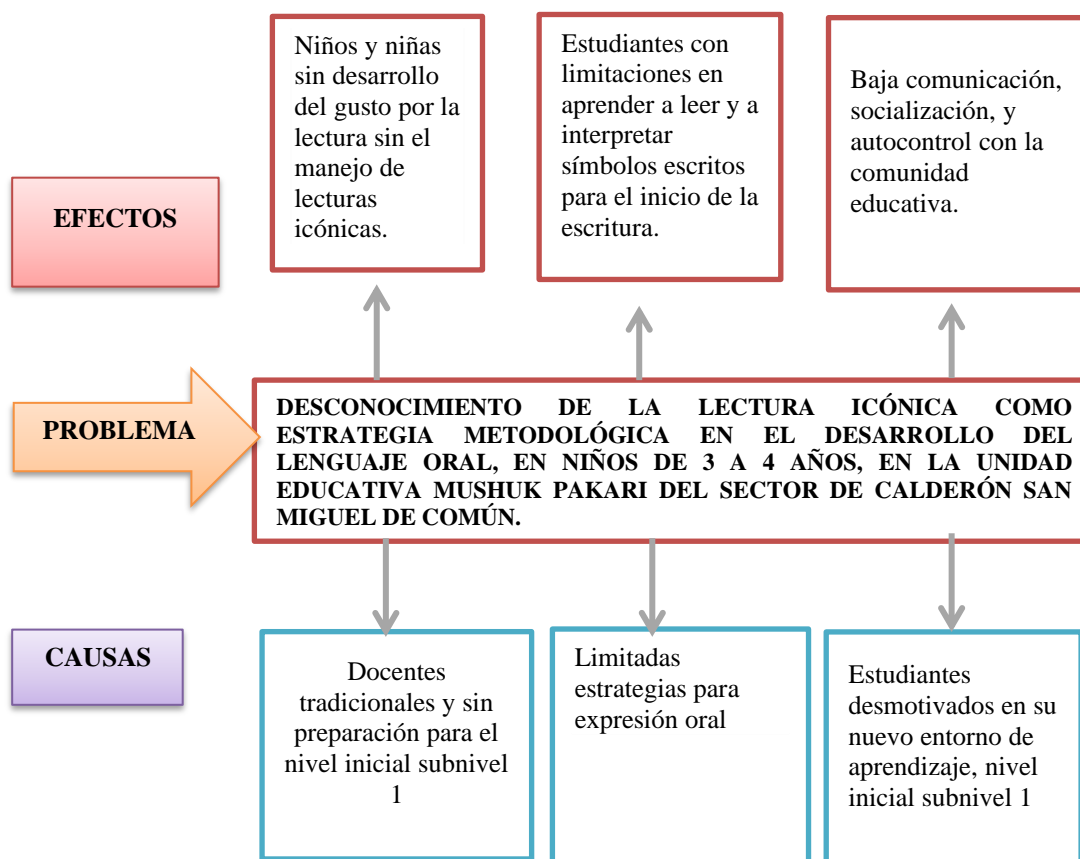 Niños y niñas
sin desarrollo
del gusto por la
lectura sin el
manejo de
lecturas
icónicas.
Estudiantes con
limitaciones en
aprender a leer y a
interpretar
símbolos escritos
para el inicio de la
escritura.
Baja comunicación,
socialización, y
autocontrol con la
comunidad
educativa.
EFECTOS
PROBLEMA
DESCONOCIMIENTO DE LA LECTURA ICÓNICA COMO
ESTRATEGIA METODOLÓGICA EN EL DESARROLLO DEL
LENGUAJE ORAL, EN NIÑOS DE 3 A 4 AÑOS, EN LA UNIDAD
EDUCATIVA MUSHUK PAKARI DEL SECTOR DE CALDERÓN SAN
MIGUEL DE COMÚN.
CAUSAS
Docentes
tradicionales y sin
preparación para el
nivel inicial subnivel
1
Limitadas
estrategias para
expresión oral
Estudiantes
desmotivados en su
nuevo entorno de
aprendizaje, nivel
inicial subnivel 1